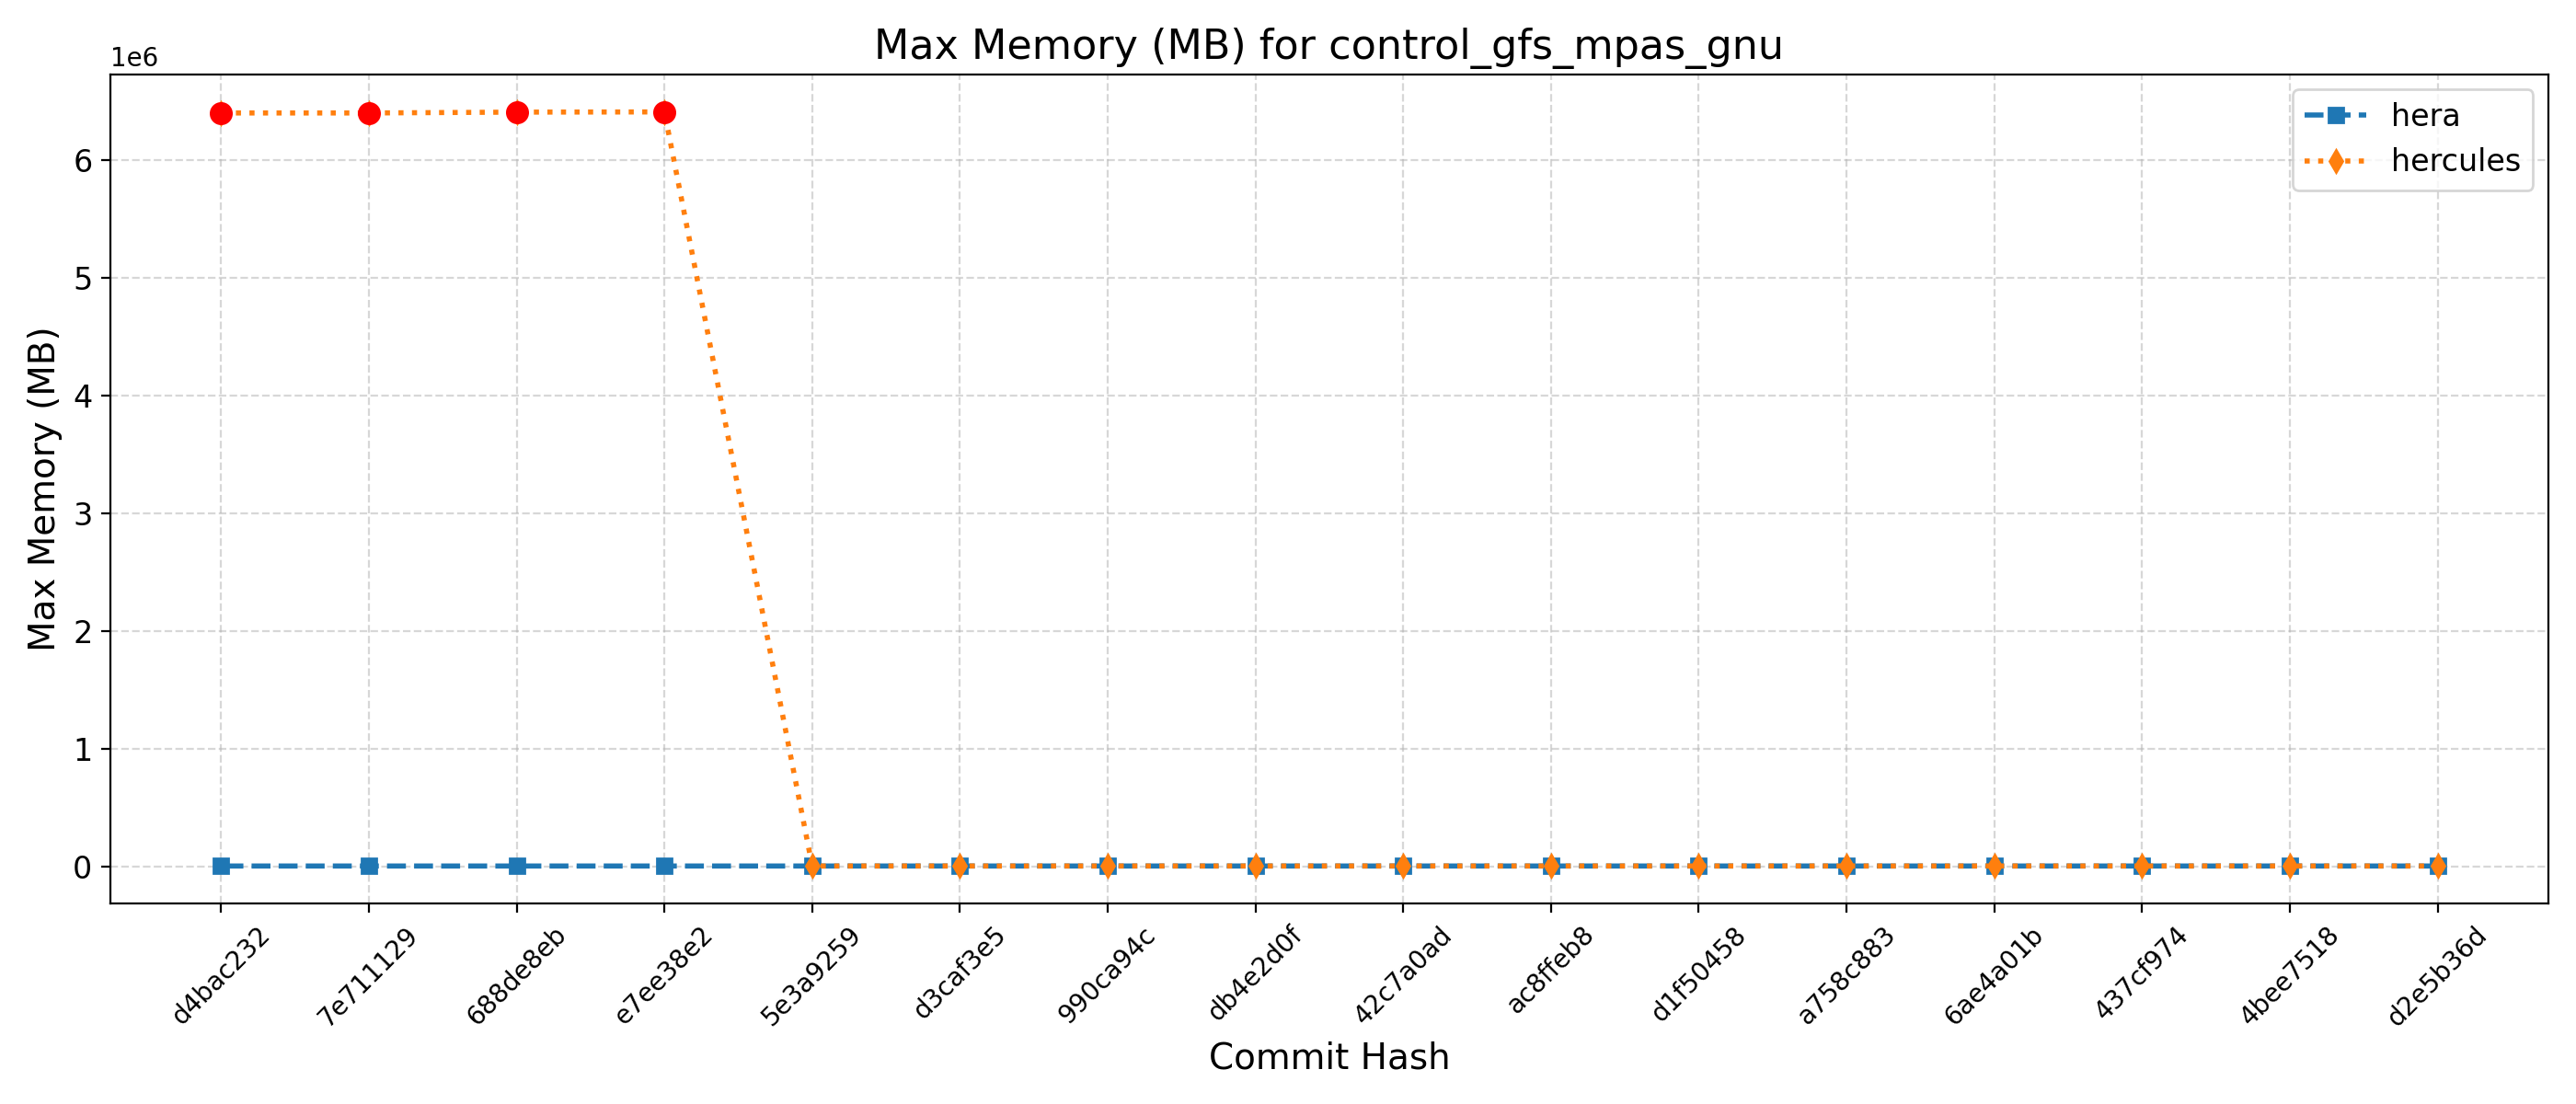 Max Memory (MB) for control_gfs_mpas_gnu
1e6
hera
hercules
6
5
4
3
2
1
0
Max Memory (MB)
d4bac232
7e711129
688de8eb
e7ee38e2
5e3a9259
d3caf3e5
990ca94c
db4e2d0f
42c7a0ad
ac8ffeb8
d1f50458
a758c883
6ae4a01b
437cf974
4bee7518
d2e5b36d
Commit Hash